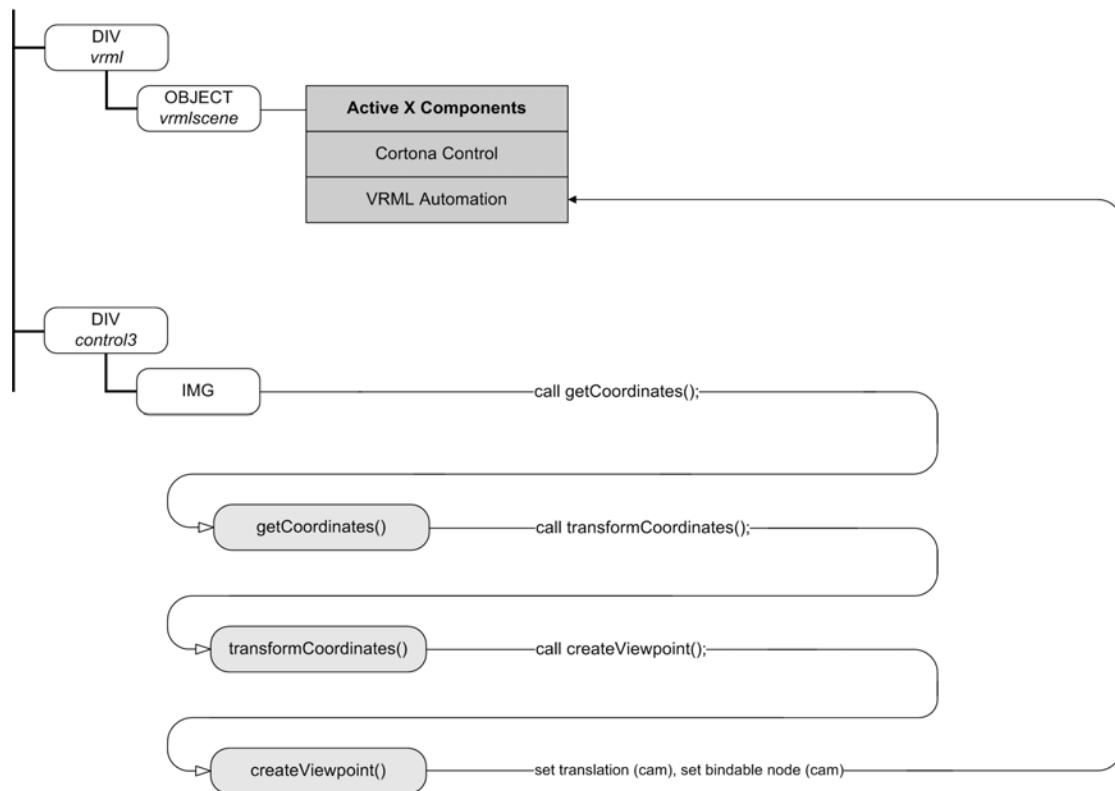 DIV
vrml
OBJECT
vrmlscene
Active X Components
Cortona Control
VRML Automation
DIV
control3
IMG
call getCoordinates();
getCoordinates()
call transformCoordinates();
transformCoordinates()
call createViewpoint();
createViewpoint()
set translation (cam), set bindable node (cam)